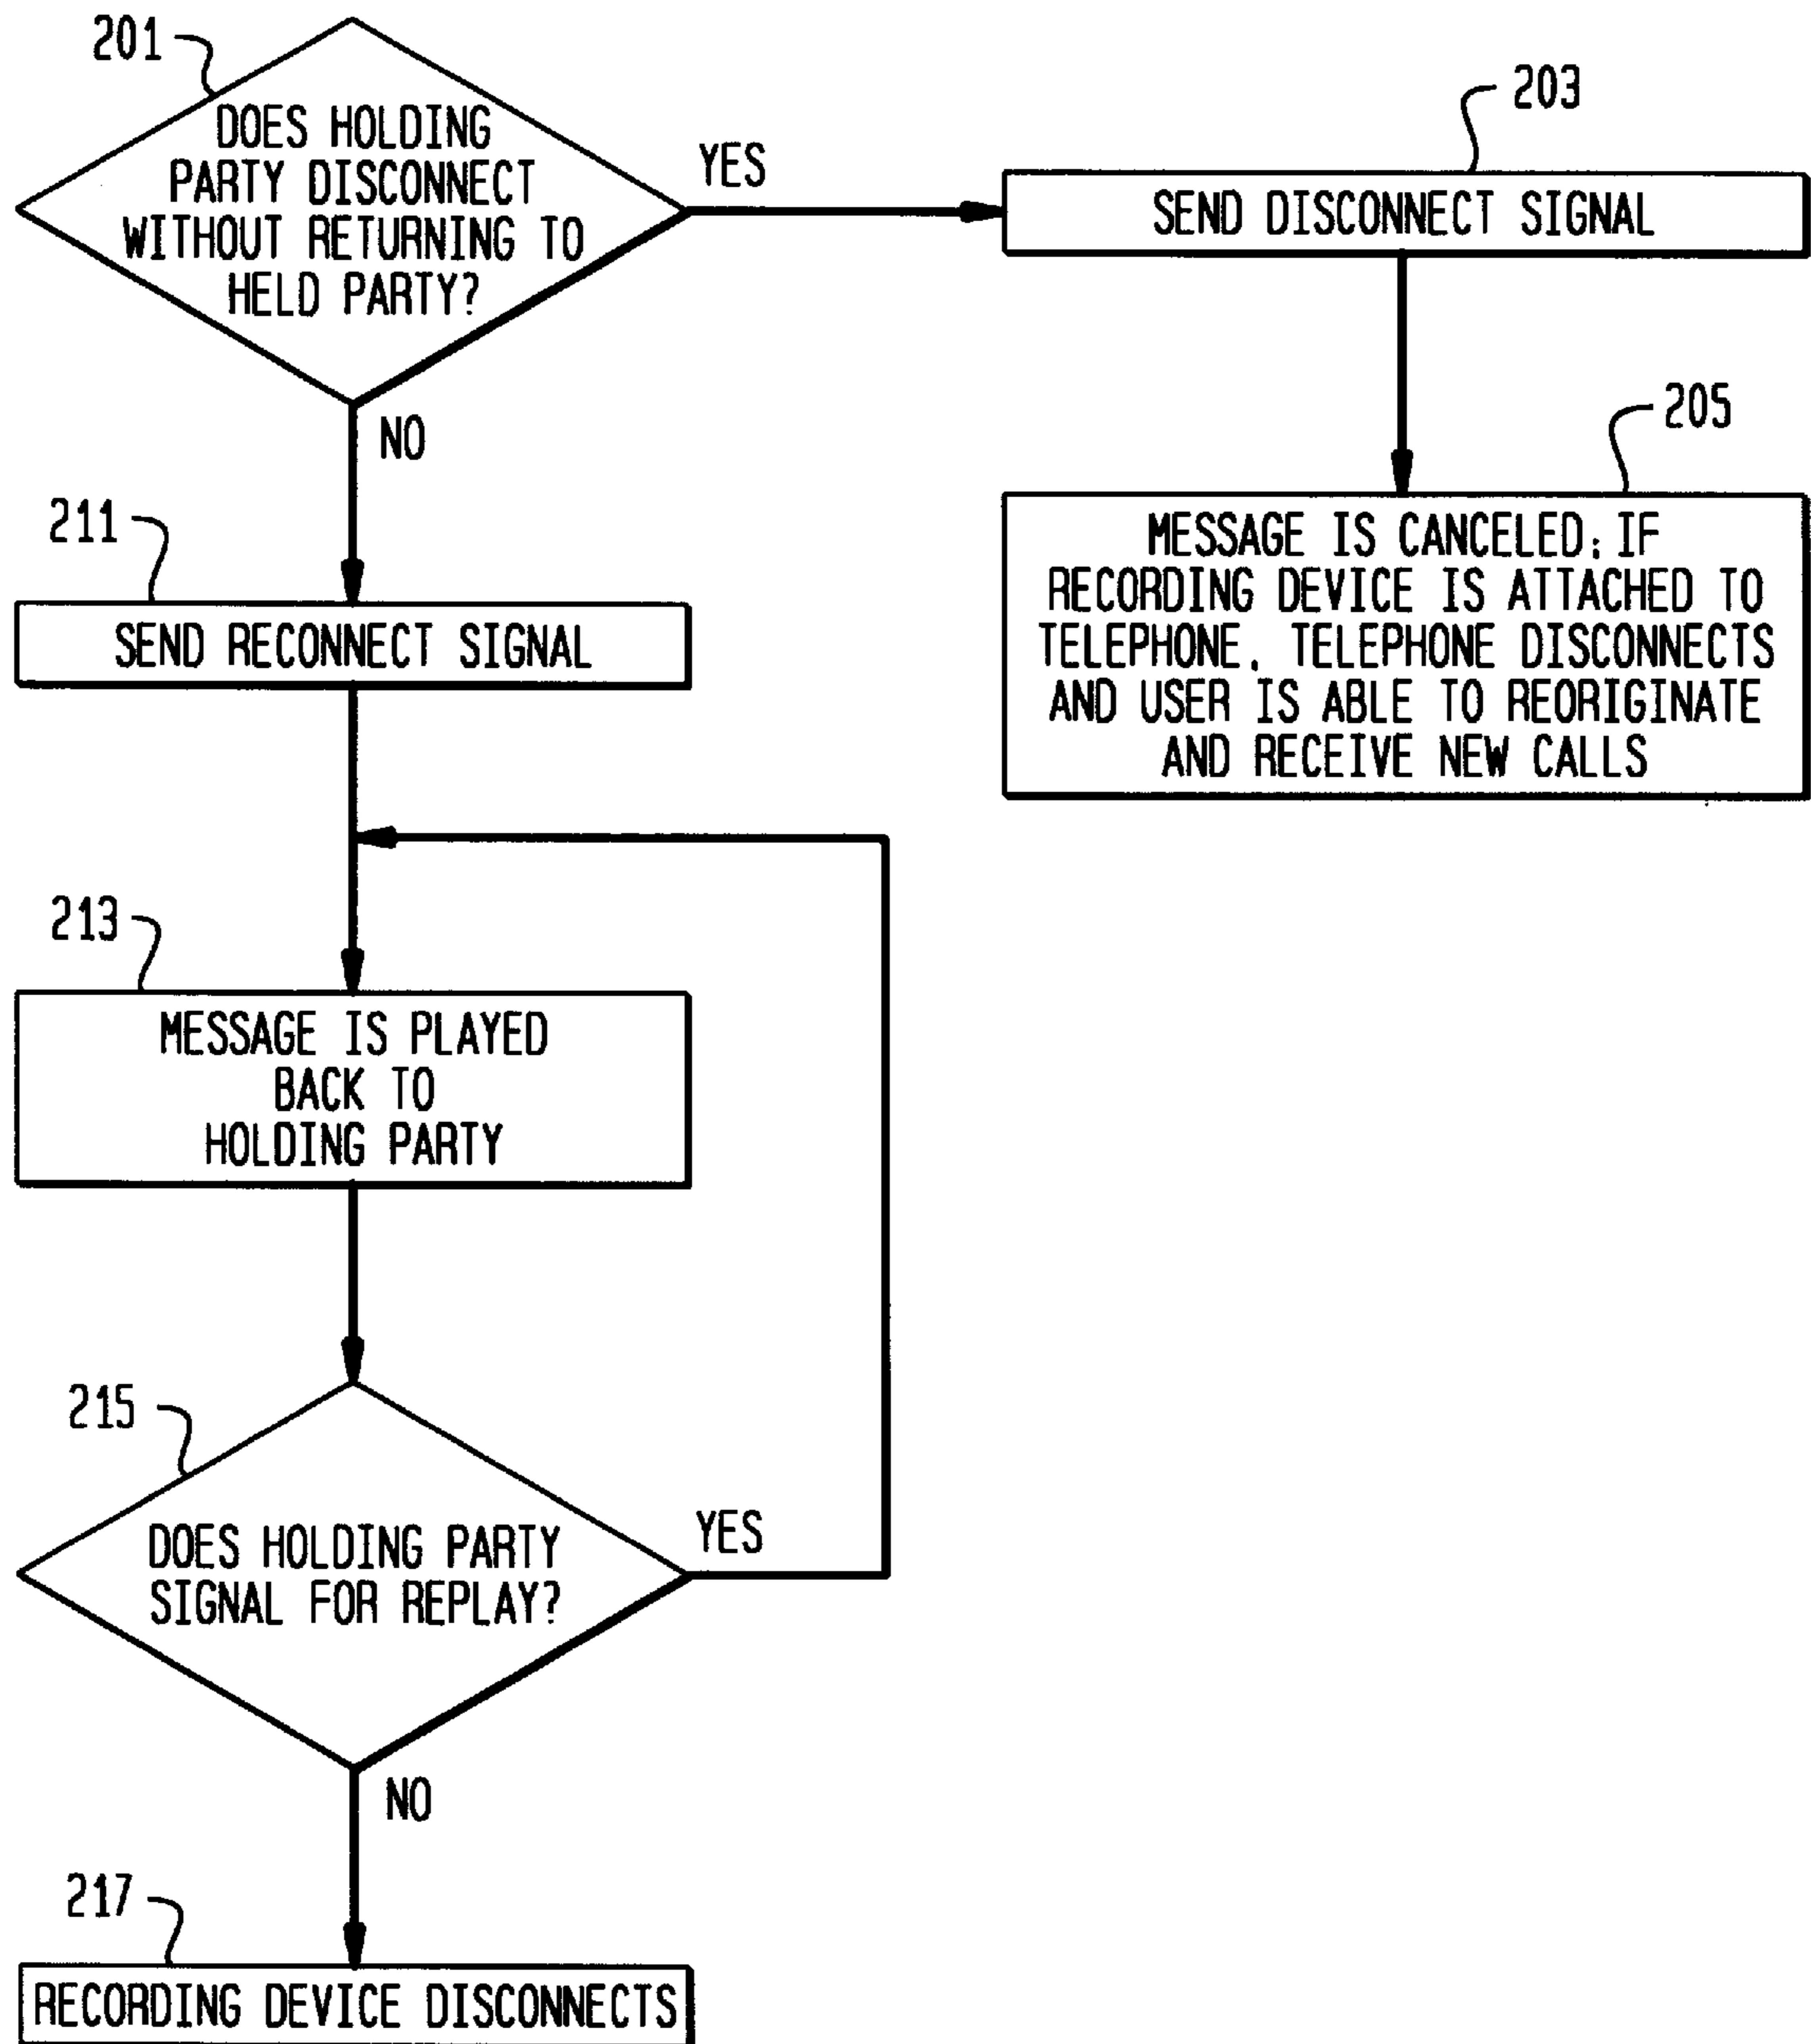 201
DOES HOLDING
PARTY DISCONNECT
WITHOUT RETURNING TO
HELD PARTY?
YES
203
SEND DISCONNECT SIGNAL
NO
205
MESSAGE IS CANCELED; IF
RECORDING DEVICE IS ATTACHED TO
TELEPHONE, TELEPHONE DISCONNECTS
AND USER IS ABLE TO REORIGINATE
AND RECEIVE NEW CALLS
211
SEND RECONNECT SIGNAL
213
MESSAGE IS PLAYED
BACK TO
HOLDING PARTY
215
DOES HOLDING PARTY
SIGNAL FOR REPLAY?
YES
NO
217
RECORDING DEVICE DISCONNECTS